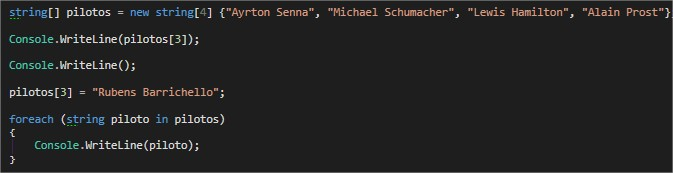 string[] pilotos = new string[4] {"Ayrton Senna", "Michael Schumacher", "Lewis Hamilton", "Alain Prost"}
Console.WriteLine(pilotos[3]);
Console.WriteLine();
pilotos[3] = "Rubens Barrichello";
foreach (string piloto in pilotos)
{
    Console.WriteLine(piloto);
}